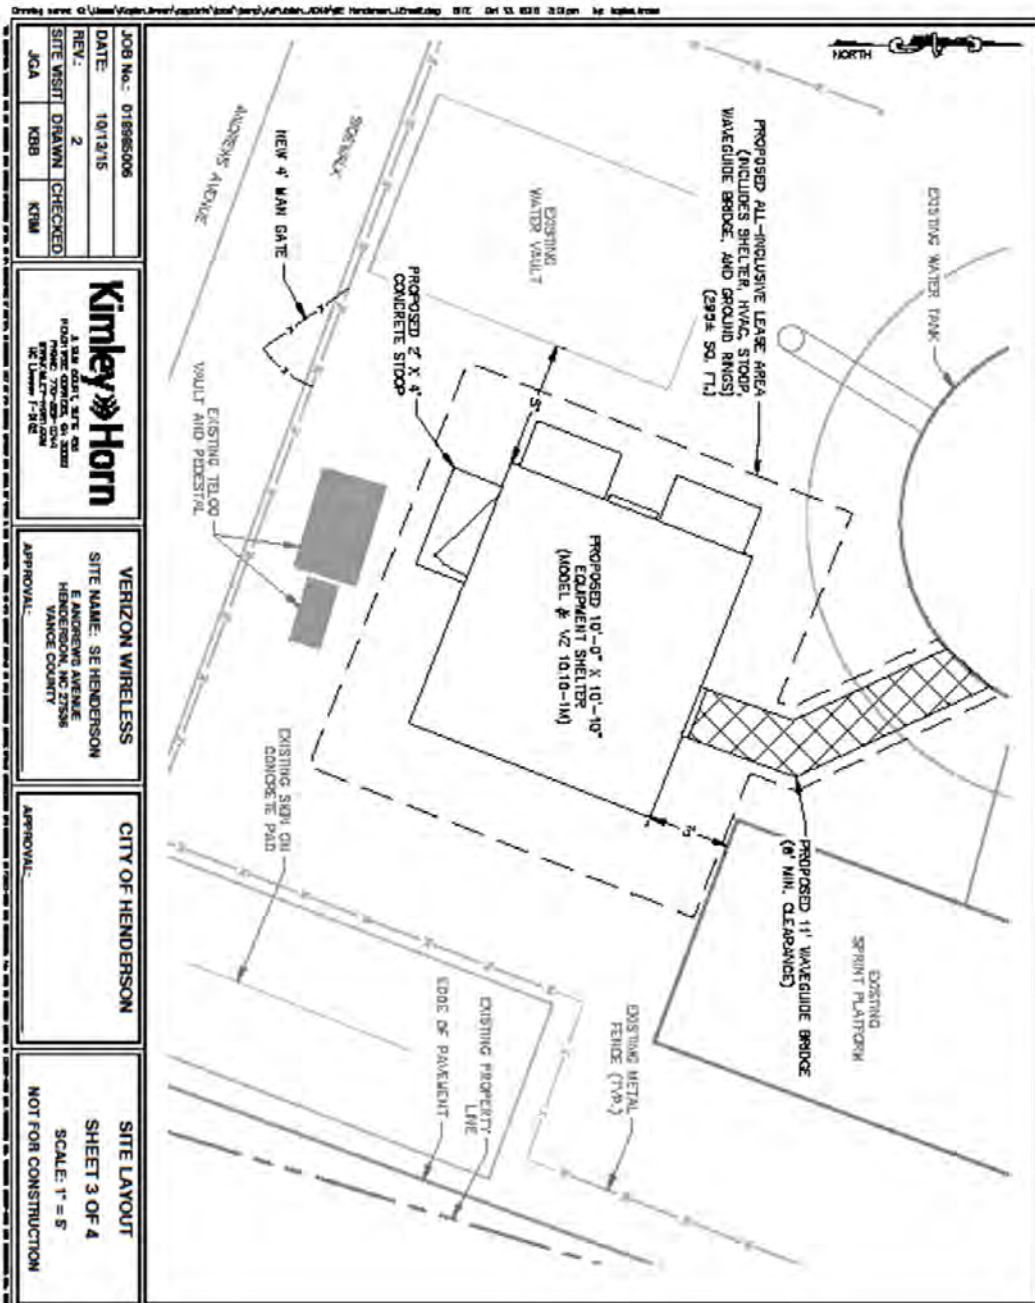 NORTH
EXISTING WATER TANK
PROPOSED ALL-INCLUSIVE LEASE AREA
(INCLUDES SHELTER, HVAC, STOOP,
WAVEGUIDE BRIDGE, AND GROUND RINGS)
(295± SQ. FT.)
EXISTING
WATER VAULT
PROPOSED 11' WAVEGUIDE BRIDGE
(8' MIN. CLEARANCE)
EXISTING
SPRINT PLATFORM
5'
PROPOSED 10'-0" X 10'-10"
EQUIPMENT SHELTER
(MODEL # VZ 1010-1M)
PROPOSED 2' X 4'
CONCRETE STOOP
EXISTING METAL
FENCE (TYP.)
SIDEWALK
NEW 4' MAN GATE
ANDREWS AVENUE
EXISTING TELCO
VAULT AND PEDESTAL
EXISTING SIGN ON
CONCRETE PAD
EXISTING PROPERTY
LINE
EDGE OF PAVEMENT
JOB No.: 018985006
DATE: 10/13/15
REV.: 2
SITE VISIT DRAWN CHECKED
JGA KBB KRM
Kimley»Horn
VERIZON WIRELESS
SITE NAME: SE HENDERSON
E ANDREWS AVENUE
HENDERSON, NC 27536
VANCE COUNTY
APPROVAL:
CITY OF HENDERSON
APPROVAL:
SITE LAYOUT
SHEET 3 OF 4
SCALE: 1" = 5'
NOT FOR CONSTRUCTION